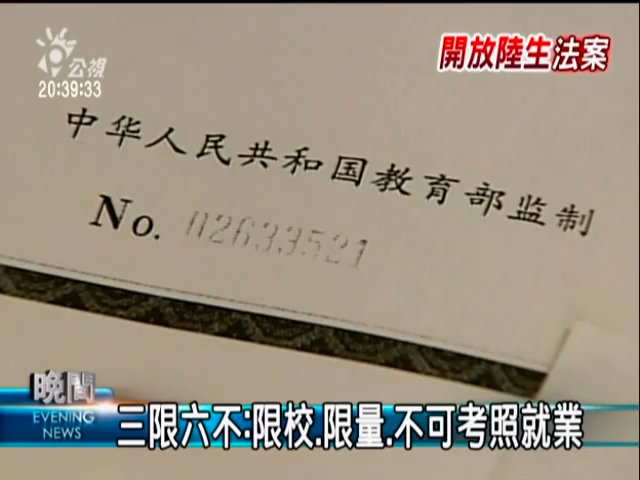 公視
20:39:33
開放陸生法案
中华人民共和国教育部监制
No. 02633521
晚間
EVENING
NEWS
三限六不:限校.限量.不可考照就業